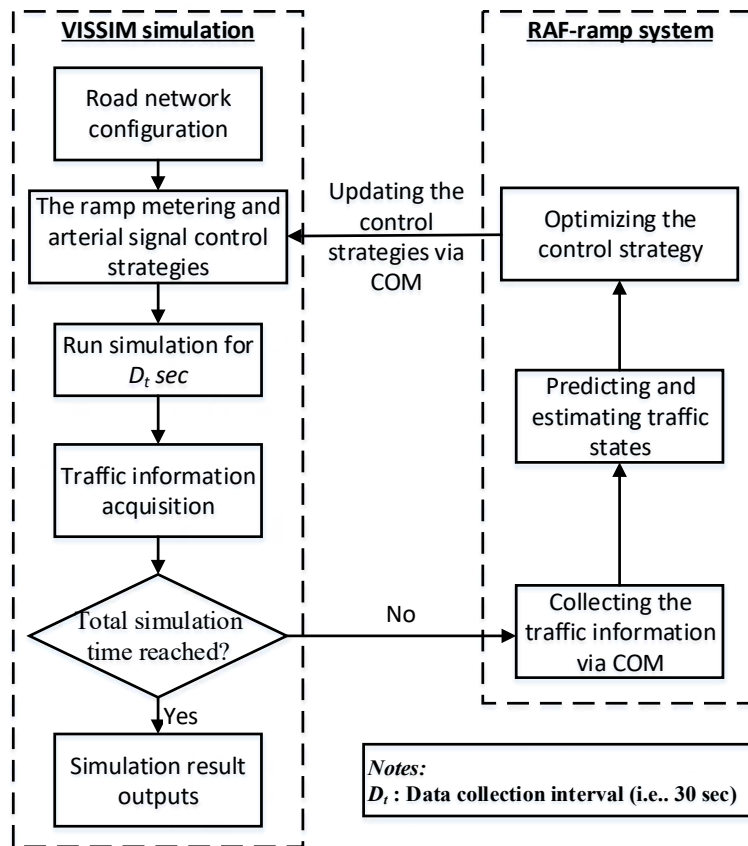 VISSIM simulation
Road network
configuration
The ramp metering and
arterial signal control
strategies
Run simulation for
Dt sec
Traffic information
acquisition
Total simulation
time reached?
Yes
Simulation result
outputs
Updating the
control
strategies via
COM
No
RAF-ramp system
Optimizing the
control strategy
Predicting and
estimating traffic
states
Collecting the
traffic information
via COM
Notes:
Dt : Data collection interval (i.e.. 30 sec)